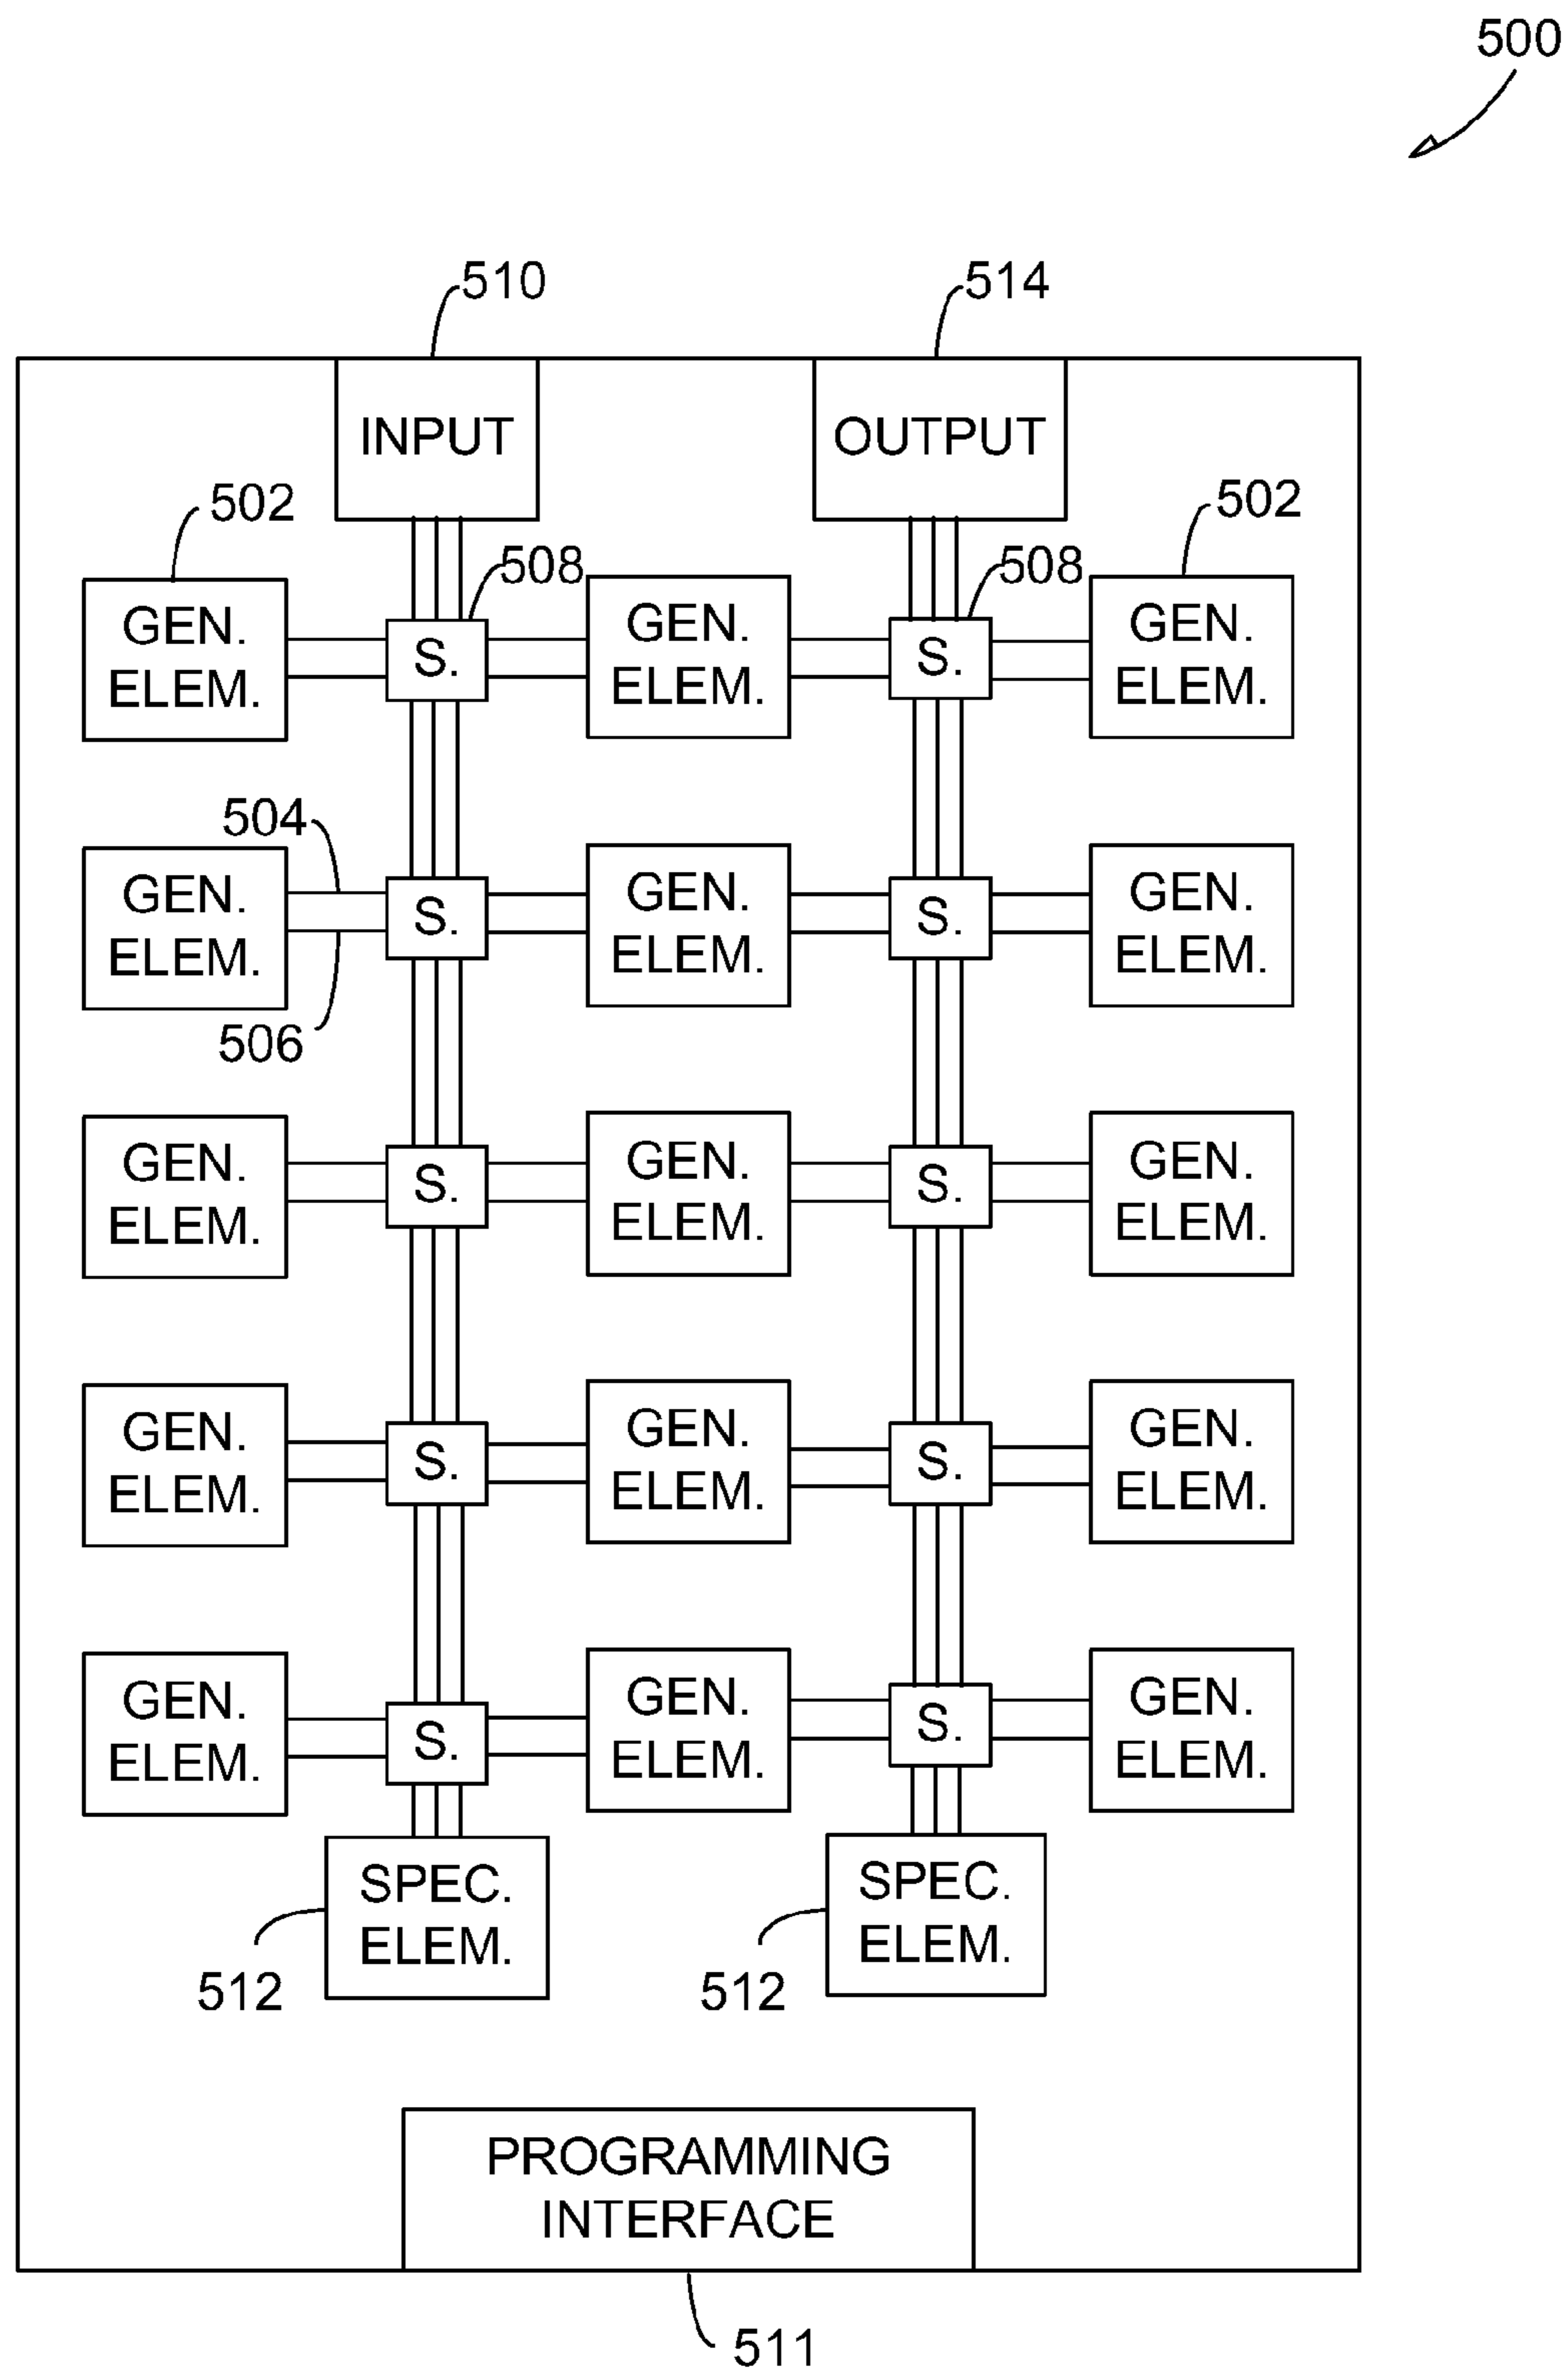 500
510
514
INPUT
OUTPUT
502
502
508
508
GEN.
ELEM.
S.
GEN.
ELEM.
S.
GEN.
ELEM.
504
GEN.
ELEM.
S.
GEN.
ELEM.
S.
GEN.
ELEM.
506
GEN.
ELEM.
S.
GEN.
ELEM.
S.
GEN.
ELEM.
GEN.
ELEM.
S.
GEN.
ELEM.
S.
GEN.
ELEM.
GEN.
ELEM.
S.
GEN.
ELEM.
S.
GEN.
ELEM.
SPEC.
ELEM.
SPEC.
ELEM.
512
512
PROGRAMMING
INTERFACE
511